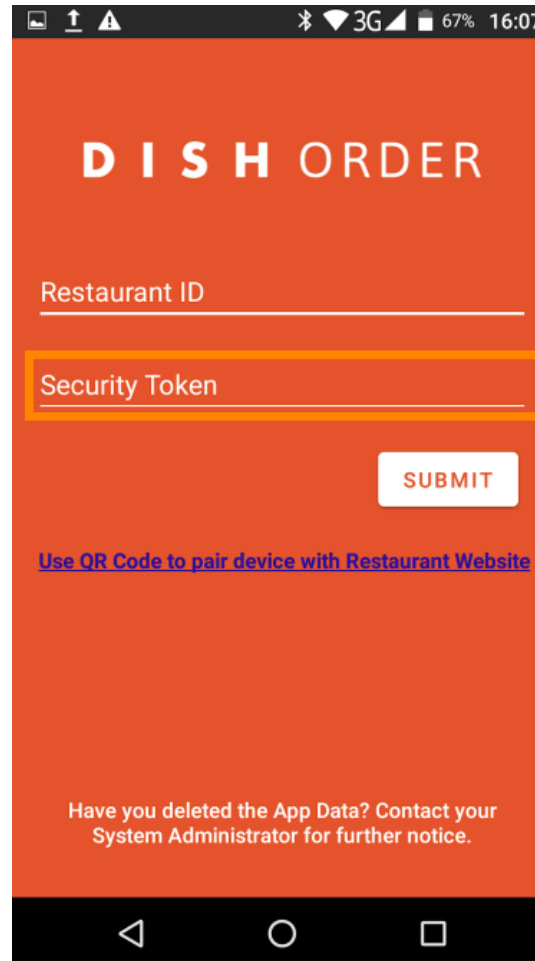 3G 67% 16:07
DISH ORDER
Restaurant ID
Security Token
SUBMIT
Use QR Code to pair device with Restaurant Website
Have you deleted the App Data? Contact your
System Administrator for further notice.